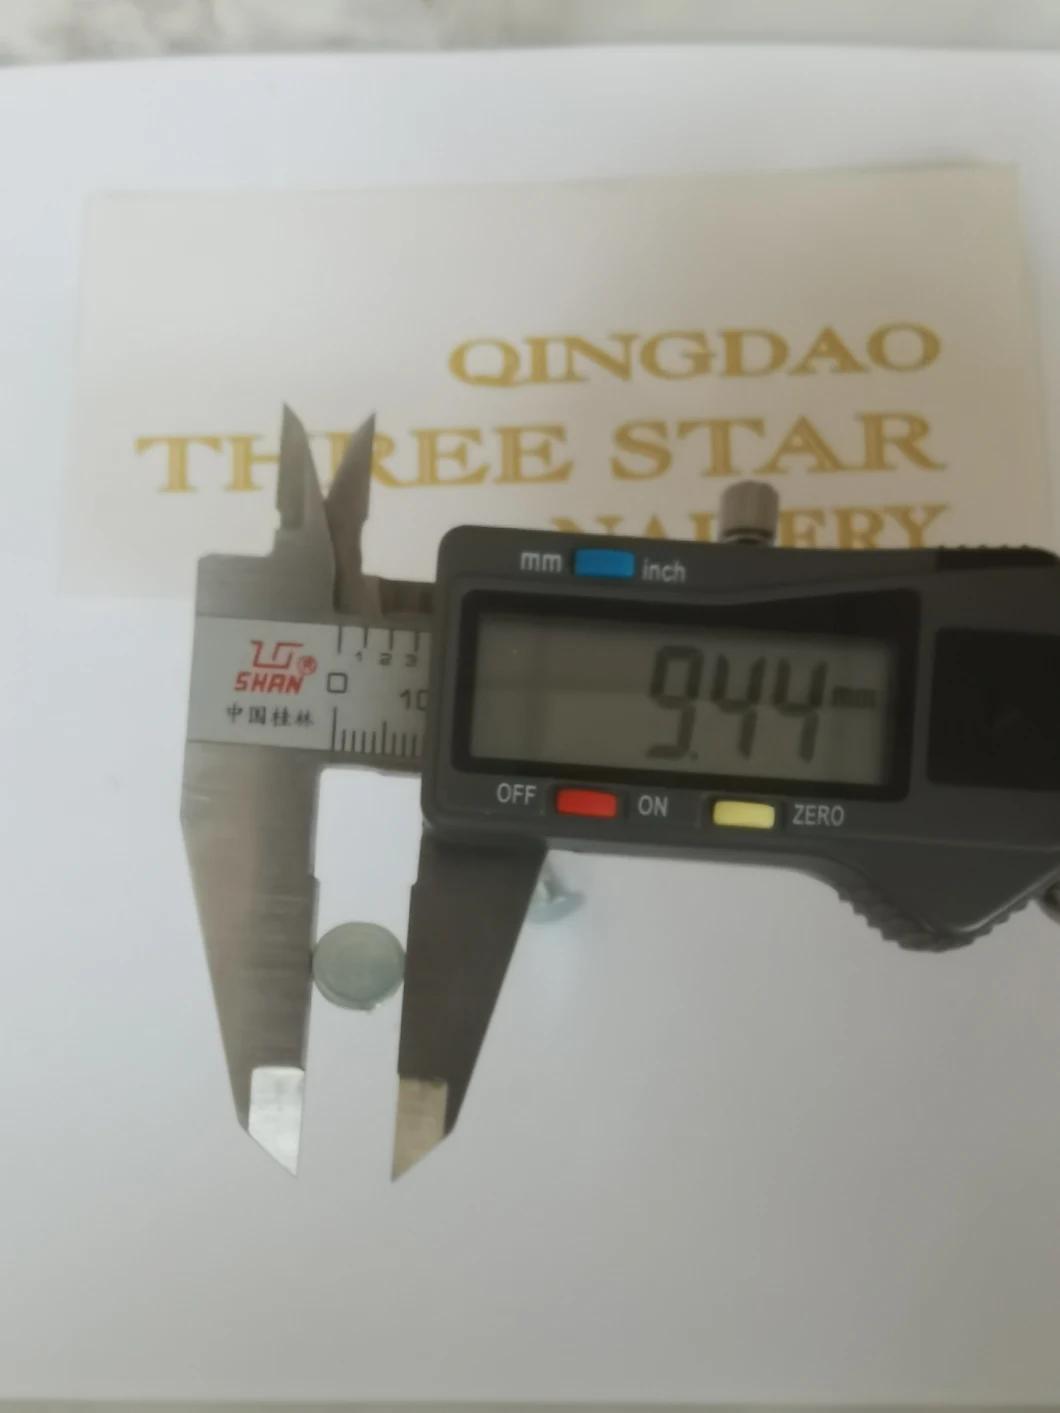 QINGDAO
THREE STAR
mm inch
1 2 3
SHAN®
0
10
中国桂林
9.44 mm
OFF ON ZERO